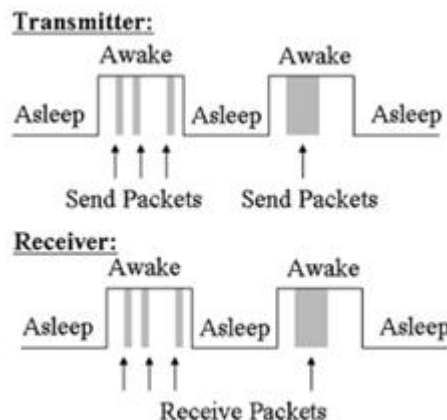 Transmitter:
Awake Awake
Asleep Asleep Asleep
Send Packets Send Packets
Receiver:
Awake Awake
Asleep Asleep Asleep
Receive Packets